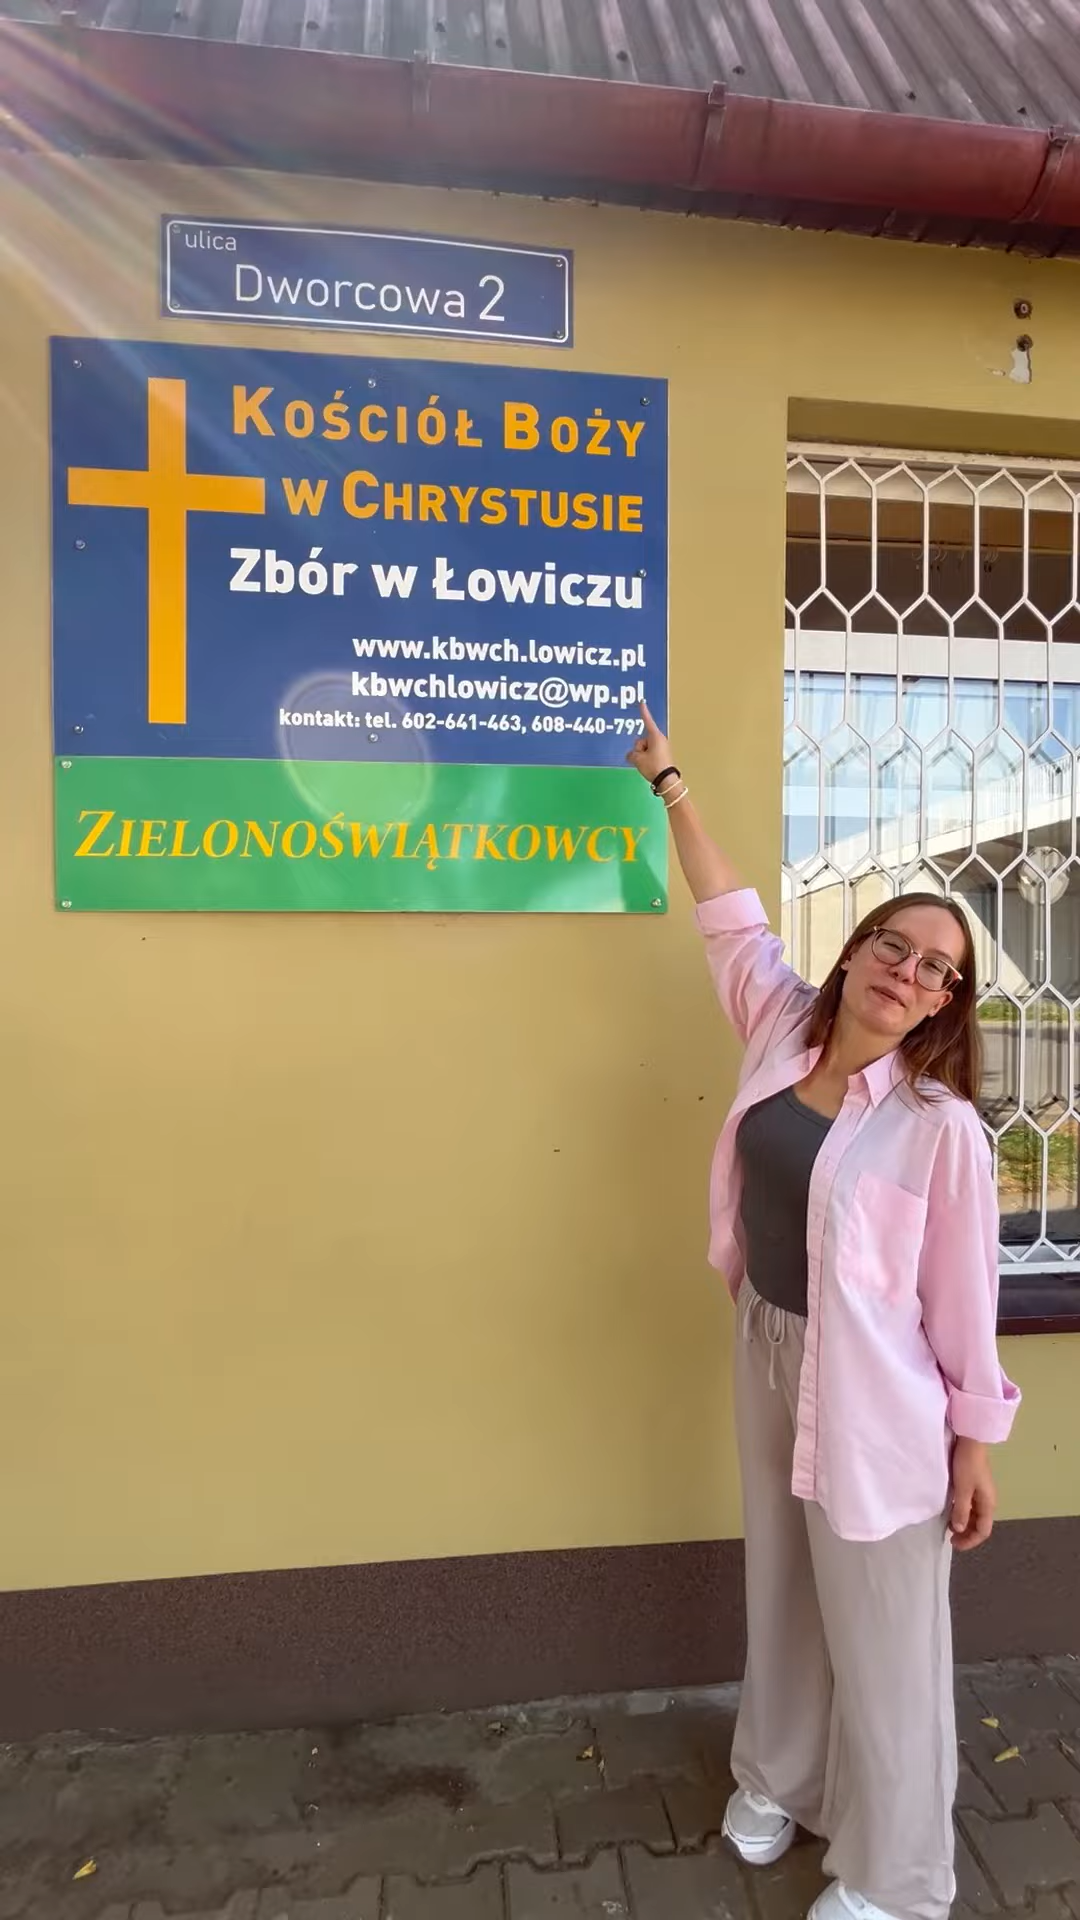 ulica
Dworcowa 2
Kościół Boży
w Chrystusie
Zbór w Łowiczu
www.kbwch.lowicz.pl
kbwchlowicz@wp.pl
kontakt: tel. 602-641-463, 608-440-797
Zielonoświątkowcy